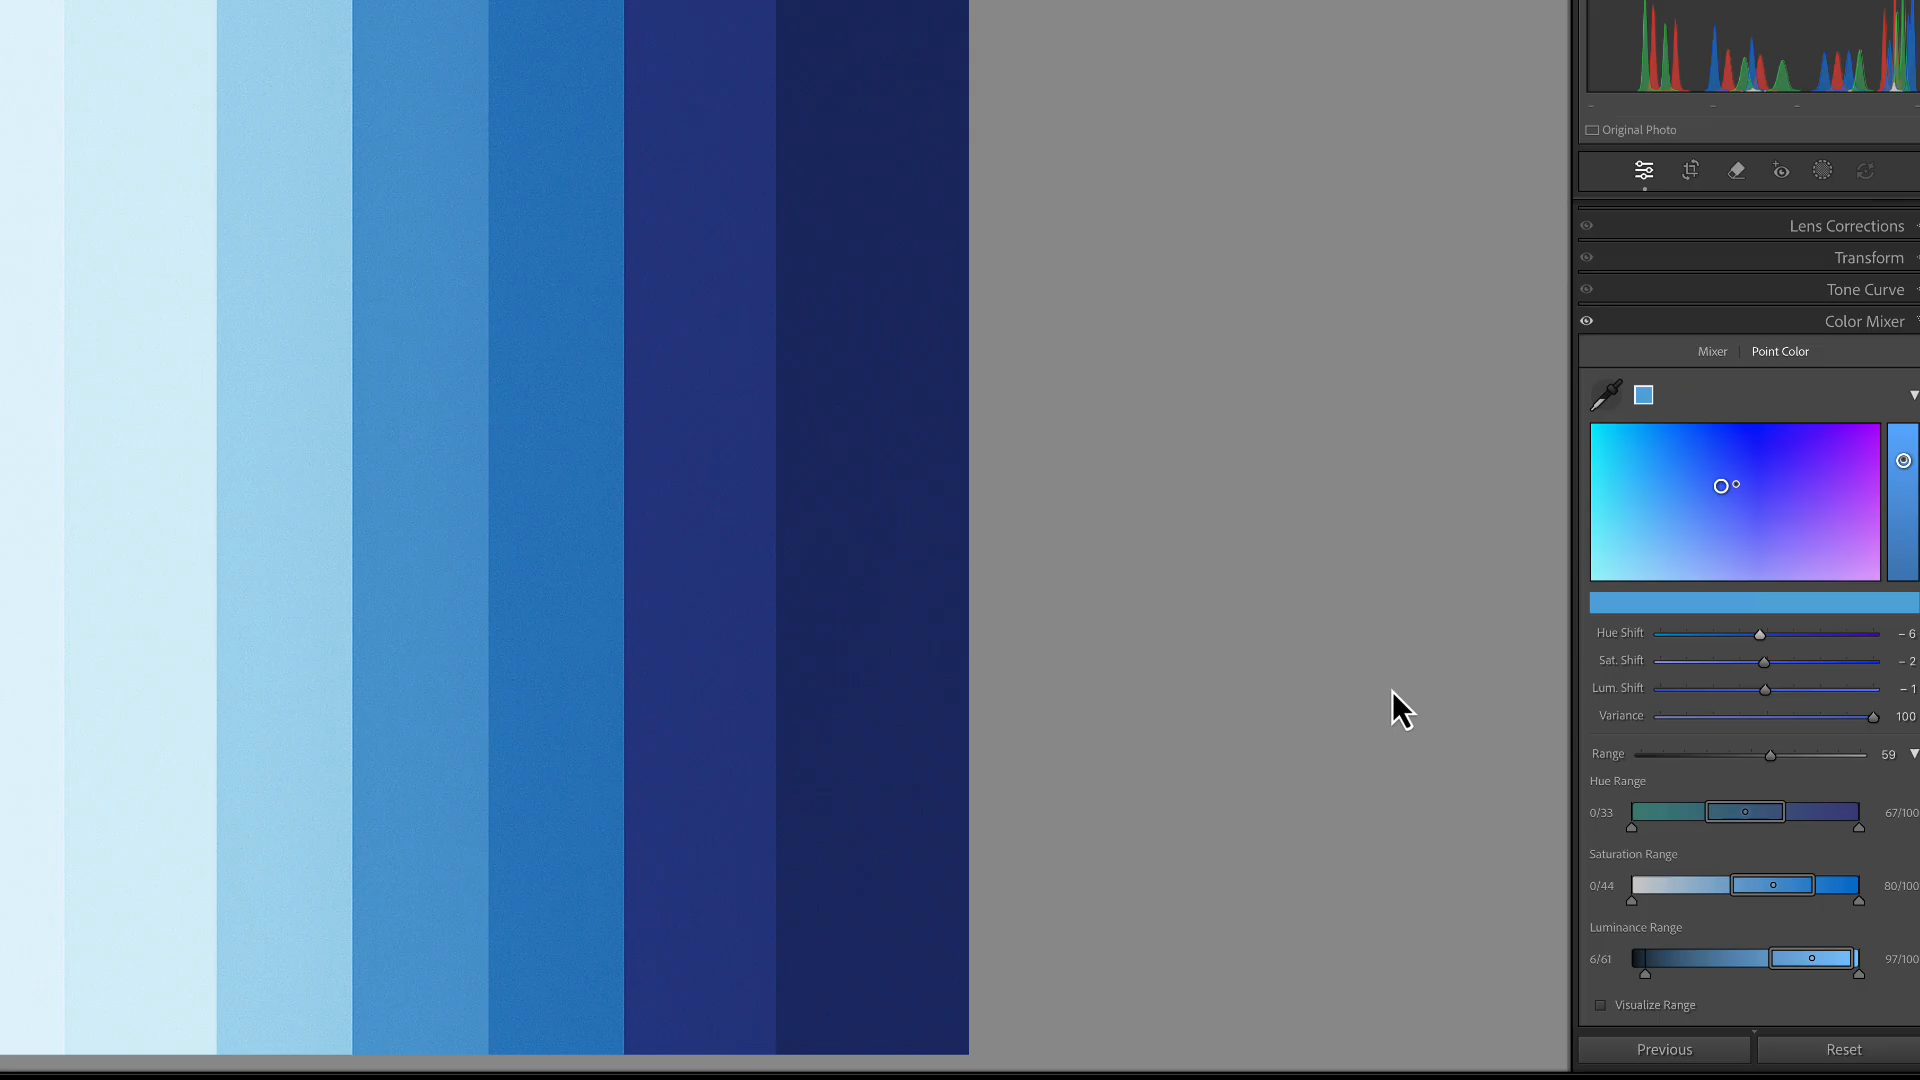 Original Photo
Lens Corrections
Transform
Tone Curve
Color Mixer
Mixer | Point Color
Hue Shift – 6
Sat. Shift – 2
Lum. Shift – 1
Variance 100
Range 59
Hue Range
0/33 67/100
Saturation Range
0/44 80/100
Luminance Range
6/61 97/100
Visualize Range
Previous Reset